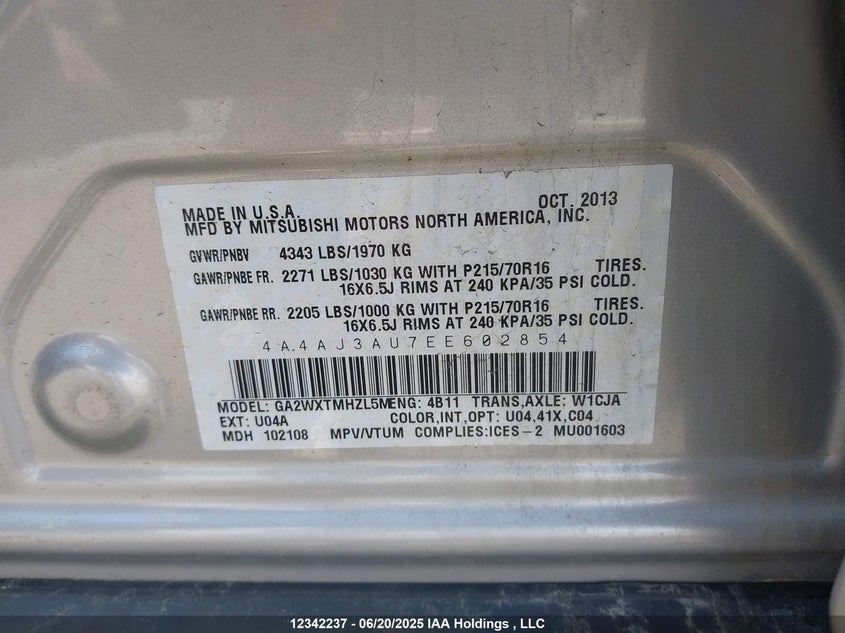 OCT. 2013
MADE IN U.S.A.
MFD BY MITSUBISHI MOTORS NORTH AMERICA, INC.
GVWR/PNBV 4343 LBS/1970 KG
GAWR/PNBE FR. 2271 LBS/1030 KG WITH P215/70R16 TIRES.
16X6.5J RIMS AT 240 KPA/35 PSI COLD.
GAWR/PNBE RR. 2205 LBS/1000 KG WITH P215/70R16 TIRES.
16X6.5J RIMS AT 240 KPA/35 PSI COLD.
4A4AJ3AU7EE602854
MODEL: GA2WXTMHZL5MENG: 4B11 TRANS,AXLE: W1CJA
EXT: U04A COLOR,INT,OPT: U04,41X,C04
MDH 102108 MPV/VTUM COMPLIES:ICES-2 MU001603
12342237 - 06/20/2025 IAA Holdings , LLC